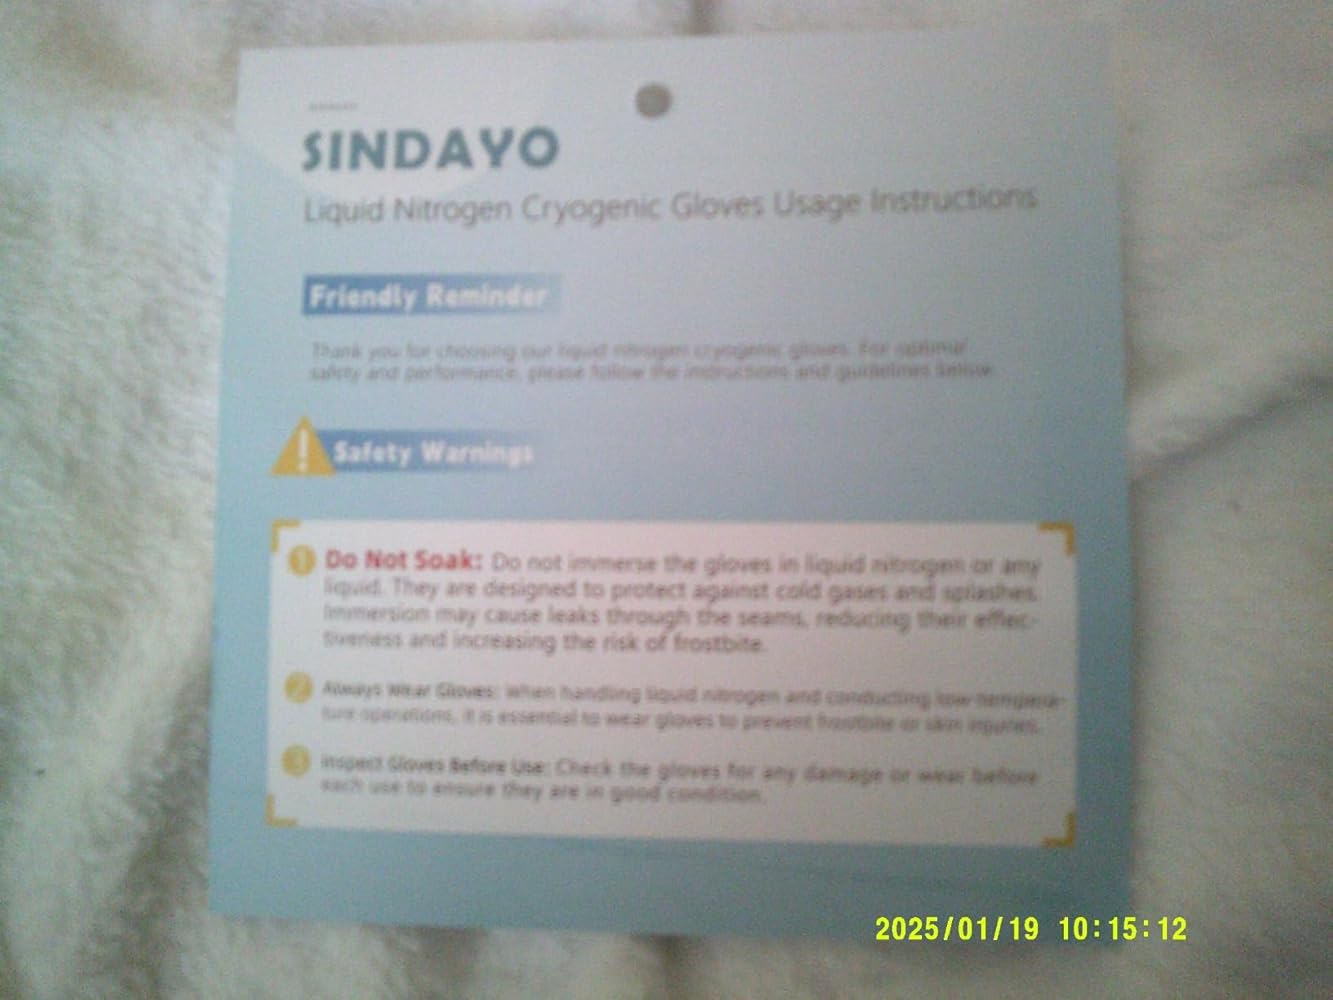 SINDAYO
Liquid Nitrogen Cryogenic Gloves Usage Instructions
Friendly Reminder
Thank you for choosing our liquid nitrogen cryogenic gloves. For optimal
safety and performance, please follow the instructions and guidelines below.
Safety Warnings
1 Do Not Soak: Do not immerse the gloves in liquid nitrogen or any
liquid. They are designed to protect against cold gases and splashes.
Immersion may cause leaks through the seams, reducing their effec-
tiveness and increasing the risk of frostbite.
2 Always Wear Gloves: When handling liquid nitrogen and conducting low-tempera-
ture operations, it is essential to wear gloves to prevent frostbite or skin injuries.
3 Inspect Gloves Before Use: Check the gloves for any damage or wear before
each use to ensure they are in good condition.
2025/01/19 10:15:12